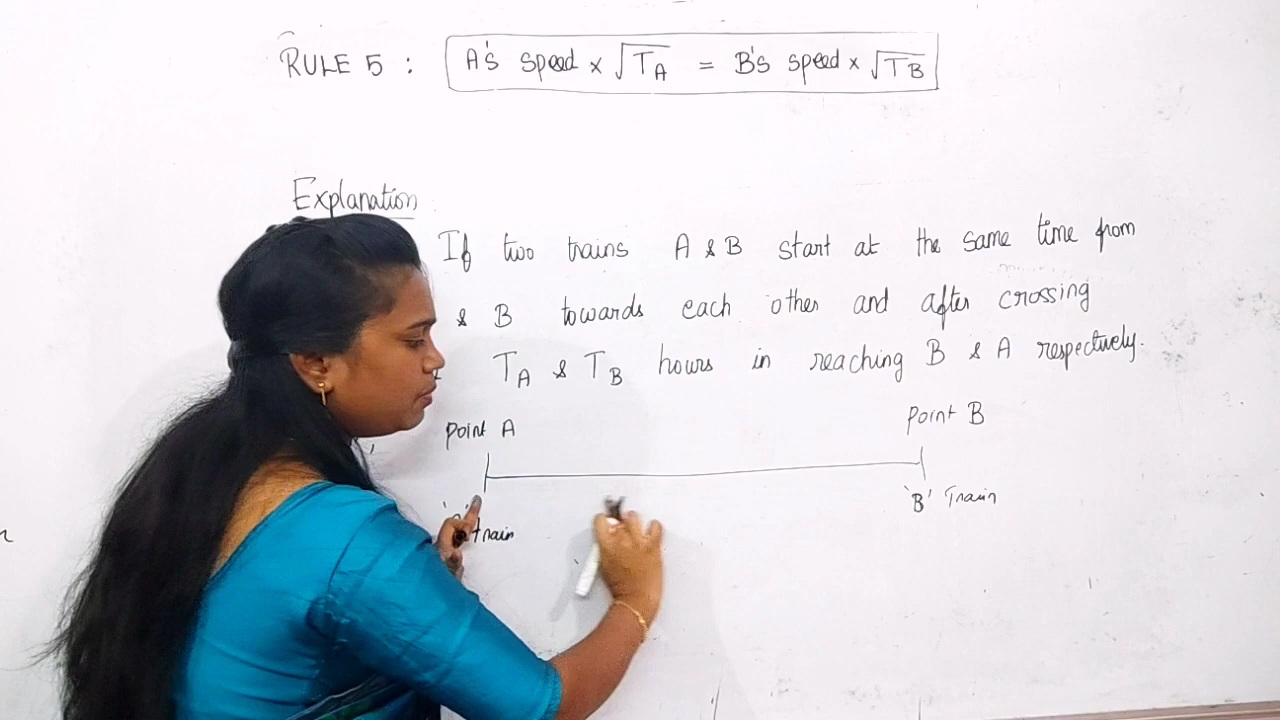 RULE 5 : A's speed × √TA = B's speed × √TB
Explanation
If two trains A & B start at the same time from
& B towards each other and after crossing
TA & TB hours in reaching B & A respectively.
Point A
Point B
'B' Train
train